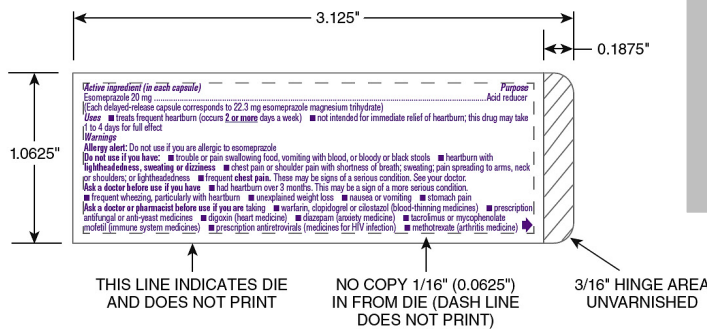 3.125"
0.1875"
1.0625"
Active ingredient (in each capsule) Purpose
Esomeprazole 20 mg ........ Acid reducer
(Each delayed-release capsule corresponds to 22.3 mg esomeprazole magnesium trihydrate)
Uses ■ treats frequent heartburn (occurs 2 or more days a week) ■ not intended for immediate relief of heartburn; this drug may take
1 to 4 days for full effect
Warnings
Allergy alert: Do not use if you are allergic to esomeprazole
Do not use if you have: ■ trouble or pain swallowing food, vomiting with blood, or bloody or black stools ■ heartburn with
lightheadedness, sweating or dizziness ■ chest pain or shoulder pain with shortness of breath; sweating; pain spreading to arms, neck
or shoulders; or lightheadedness ■ frequent chest pain. These may be signs of a serious condition. See your doctor.
Ask a doctor before use if you have ■ had heartburn over 3 months. This may be a sign of a more serious condition.
■ frequent wheezing, particularly with heartburn ■ unexplained weight loss ■ nausea or vomiting ■ stomach pain
Ask a doctor or pharmacist before use if you are taking ■ warfarin, clopidogrel or cilostazol (blood-thinning medicines) ■ prescription
antifungal or anti-yeast medicines ■ digoxin (heart medicine) ■ diazepam (anxiety medicine) ■ tacrolimus or mycophenolate
mofetil (immune system medicines) ■ prescription antiretrovirals (medicines for HIV infection) ■ methotrexate (arthritis medicine)
THIS LINE INDICATES DIE
AND DOES NOT PRINT
NO COPY 1/16" (0.0625")
IN FROM DIE (DASH LINE
DOES NOT PRINT)
3/16" HINGE AREA
UNVARNISHED